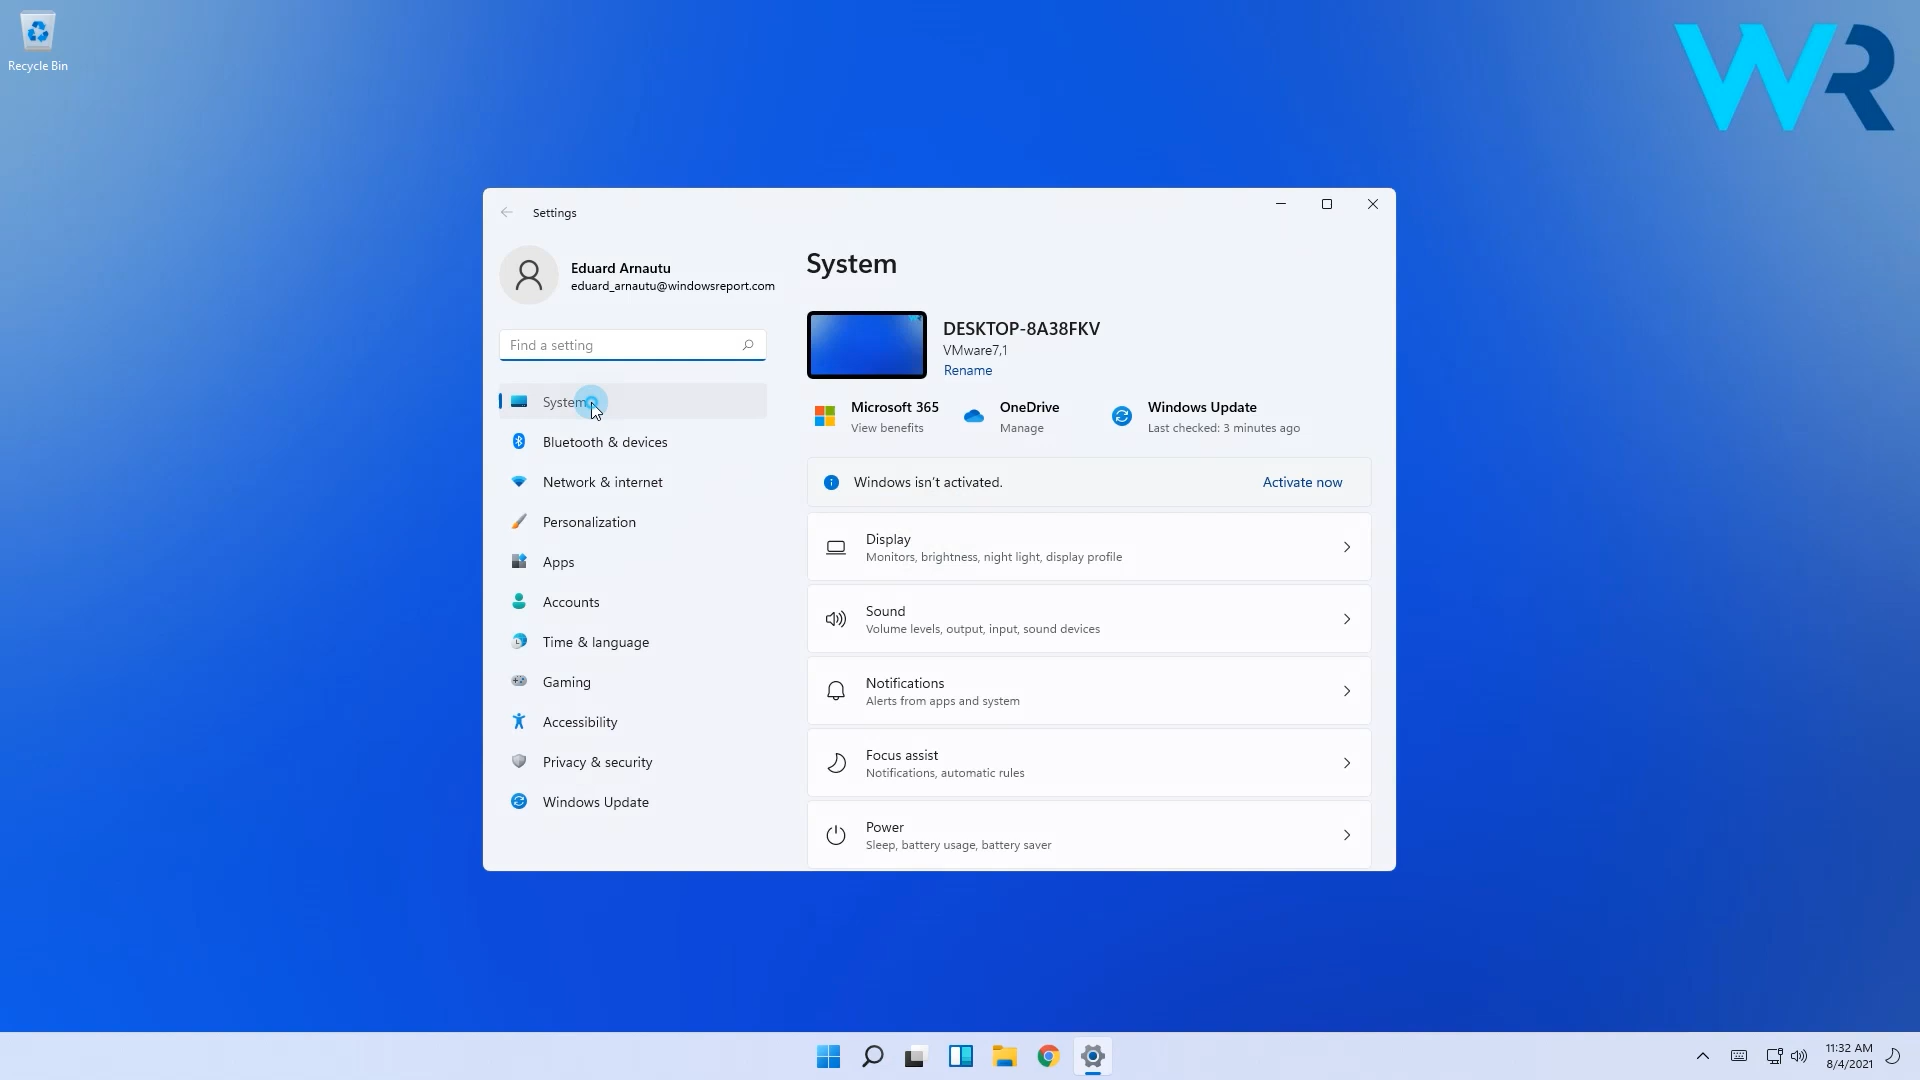 Recycle Bin
WR
Settings
Eduard Arnautu
eduard_arnautu@windowsreport.com
Find a setting
System
Bluetooth & devices
Network & internet
Personalization
Apps
Accounts
Time & language
Gaming
Accessibility
Privacy & security
Windows Update
System
DESKTOP-8A38FKV
VMware7,1
Rename
Microsoft 365
View benefits
OneDrive
Manage
Windows Update
Last checked: 3 minutes ago
Windows isn't activated.
Activate now
Display
Monitors, brightness, night light, display profile
Sound
Volume levels, output, input, sound devices
Notifications
Alerts from apps and system
Focus assist
Notifications, automatic rules
Power
Sleep, battery usage, battery saver
11:32 AM
8/4/2021